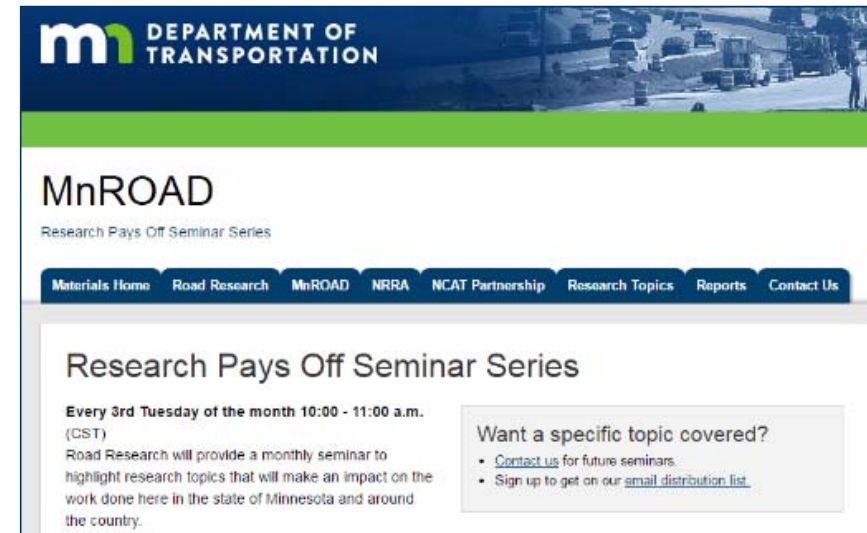 mn DEPARTMENT OF
TRANSPORTATION
MnROAD
Research Pays Off Seminar Series
Materials Home Road Research MnROAD NRRA NCAT Partnership Research Topics Reports Contact Us
Research Pays Off Seminar Series
Every 3rd Tuesday of the month 10:00 - 11:00 a.m.
(CST)
Road Research will provide a monthly seminar to
highlight research topics that will make an impact on the
work done here in the state of Minnesota and around
the country.
Want a specific topic covered?
• Contact us for future seminars.
• Sign up to get on our email distribution list.